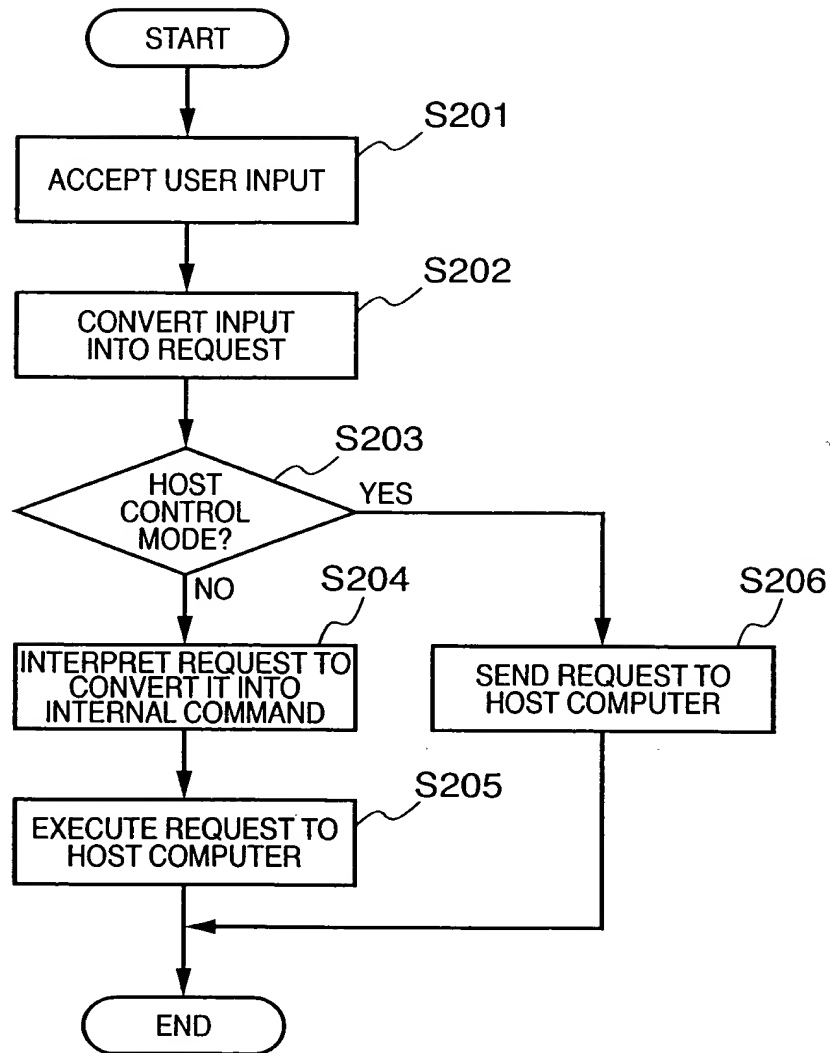 START
S201
ACCEPT USER INPUT
S202
CONVERT INPUT
INTO REQUEST
S203
HOST
CONTROL
MODE?
YES
NO
S204
INTERPRET REQUEST TO
CONVERT IT INTO
INTERNAL COMMAND
S206
SEND REQUEST TO
HOST COMPUTER
S205
EXECUTE REQUEST TO
HOST COMPUTER
END